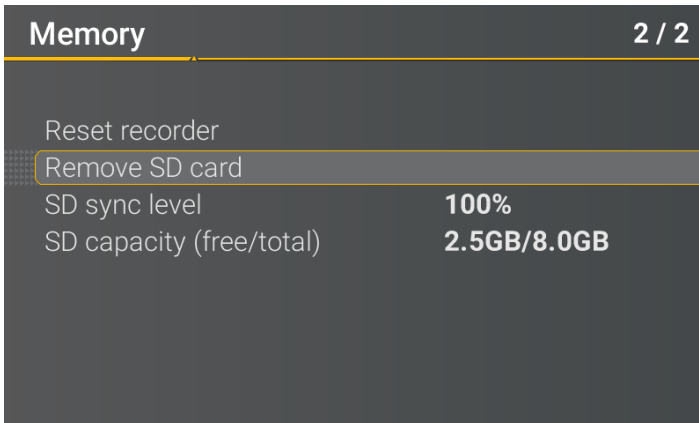 Memory 2 / 2
Reset recorder
Remove SD card
SD sync level 100%
SD capacity (free/total) 2.5GB/8.0GB